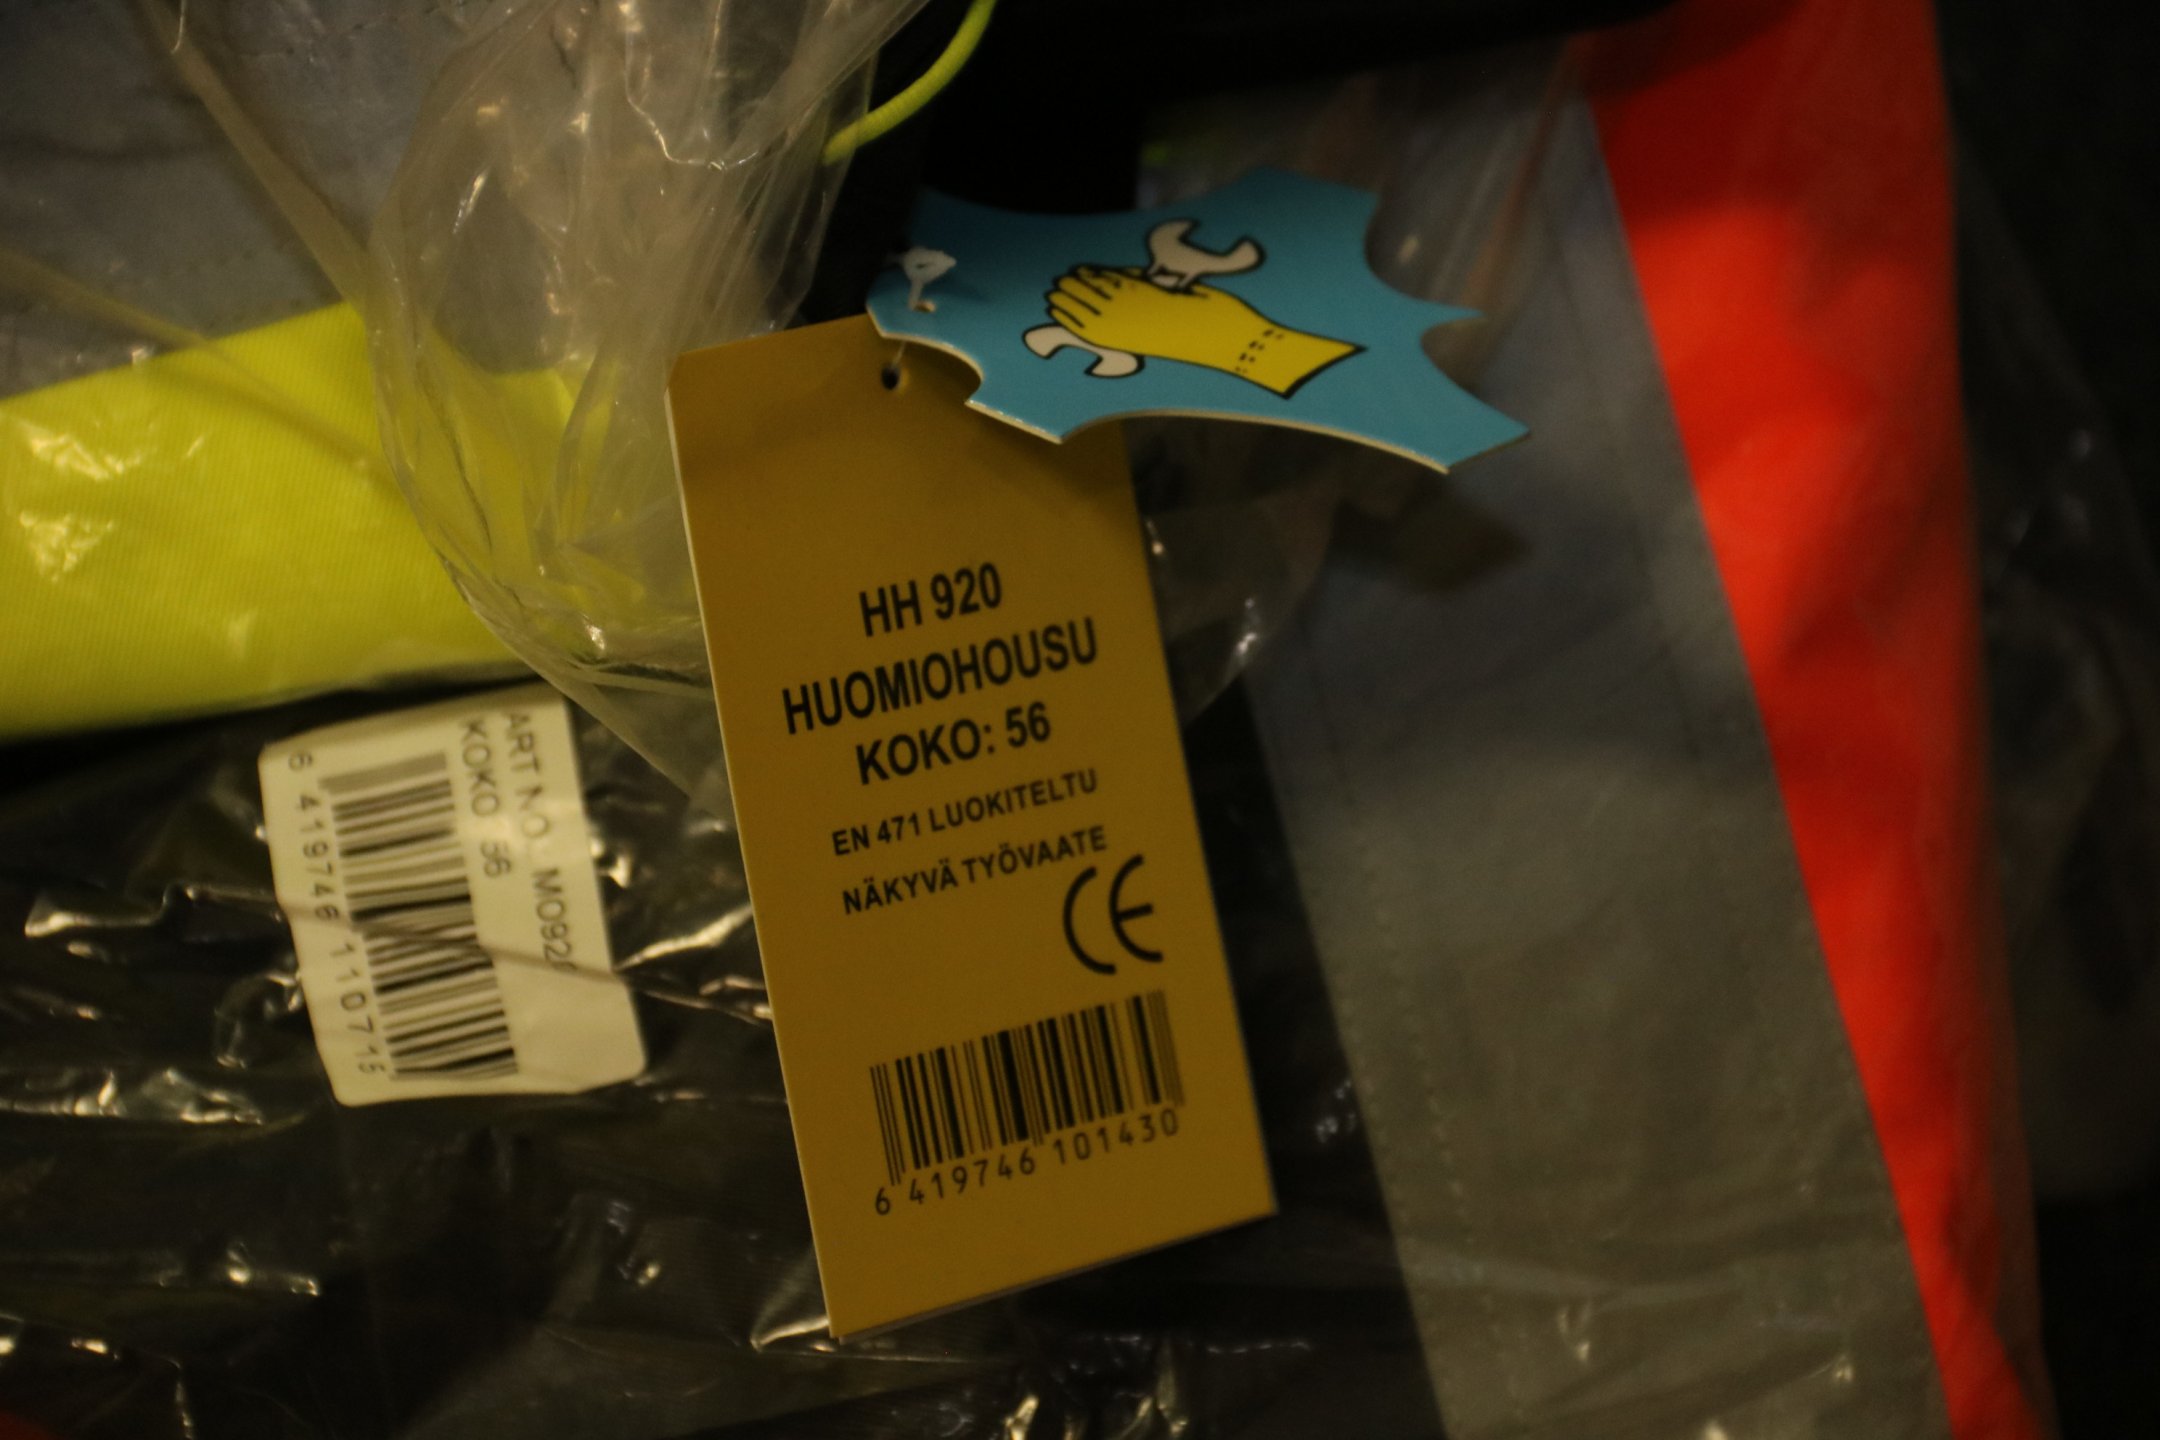 HH 920
HUOMIOHOUSU
KOKO: 56
EN 471 LUOKITELTU
NÄKYVÄ TYÖVAATE
CE
6 419746 101430
ART NO. M0920
KOKO 56
6 419746 110715